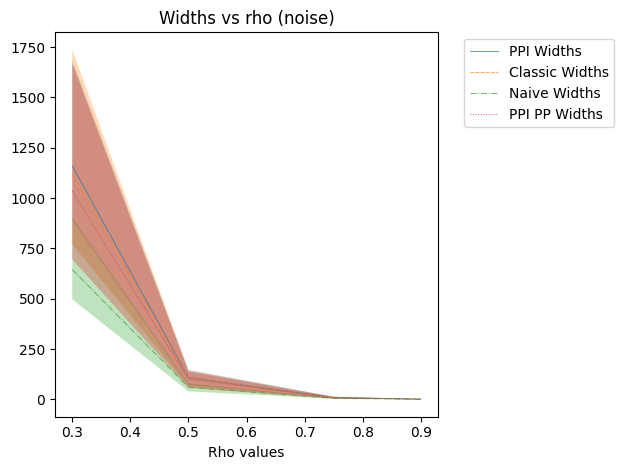 Widths vs rho (noise)
1750
1500
1250
1000
750
500
250
0
0.3 0.4 0.5 0.6 0.7 0.8 0.9
Rho values
PPI Widths
Classic Widths
Naive Widths
PPI PP Widths